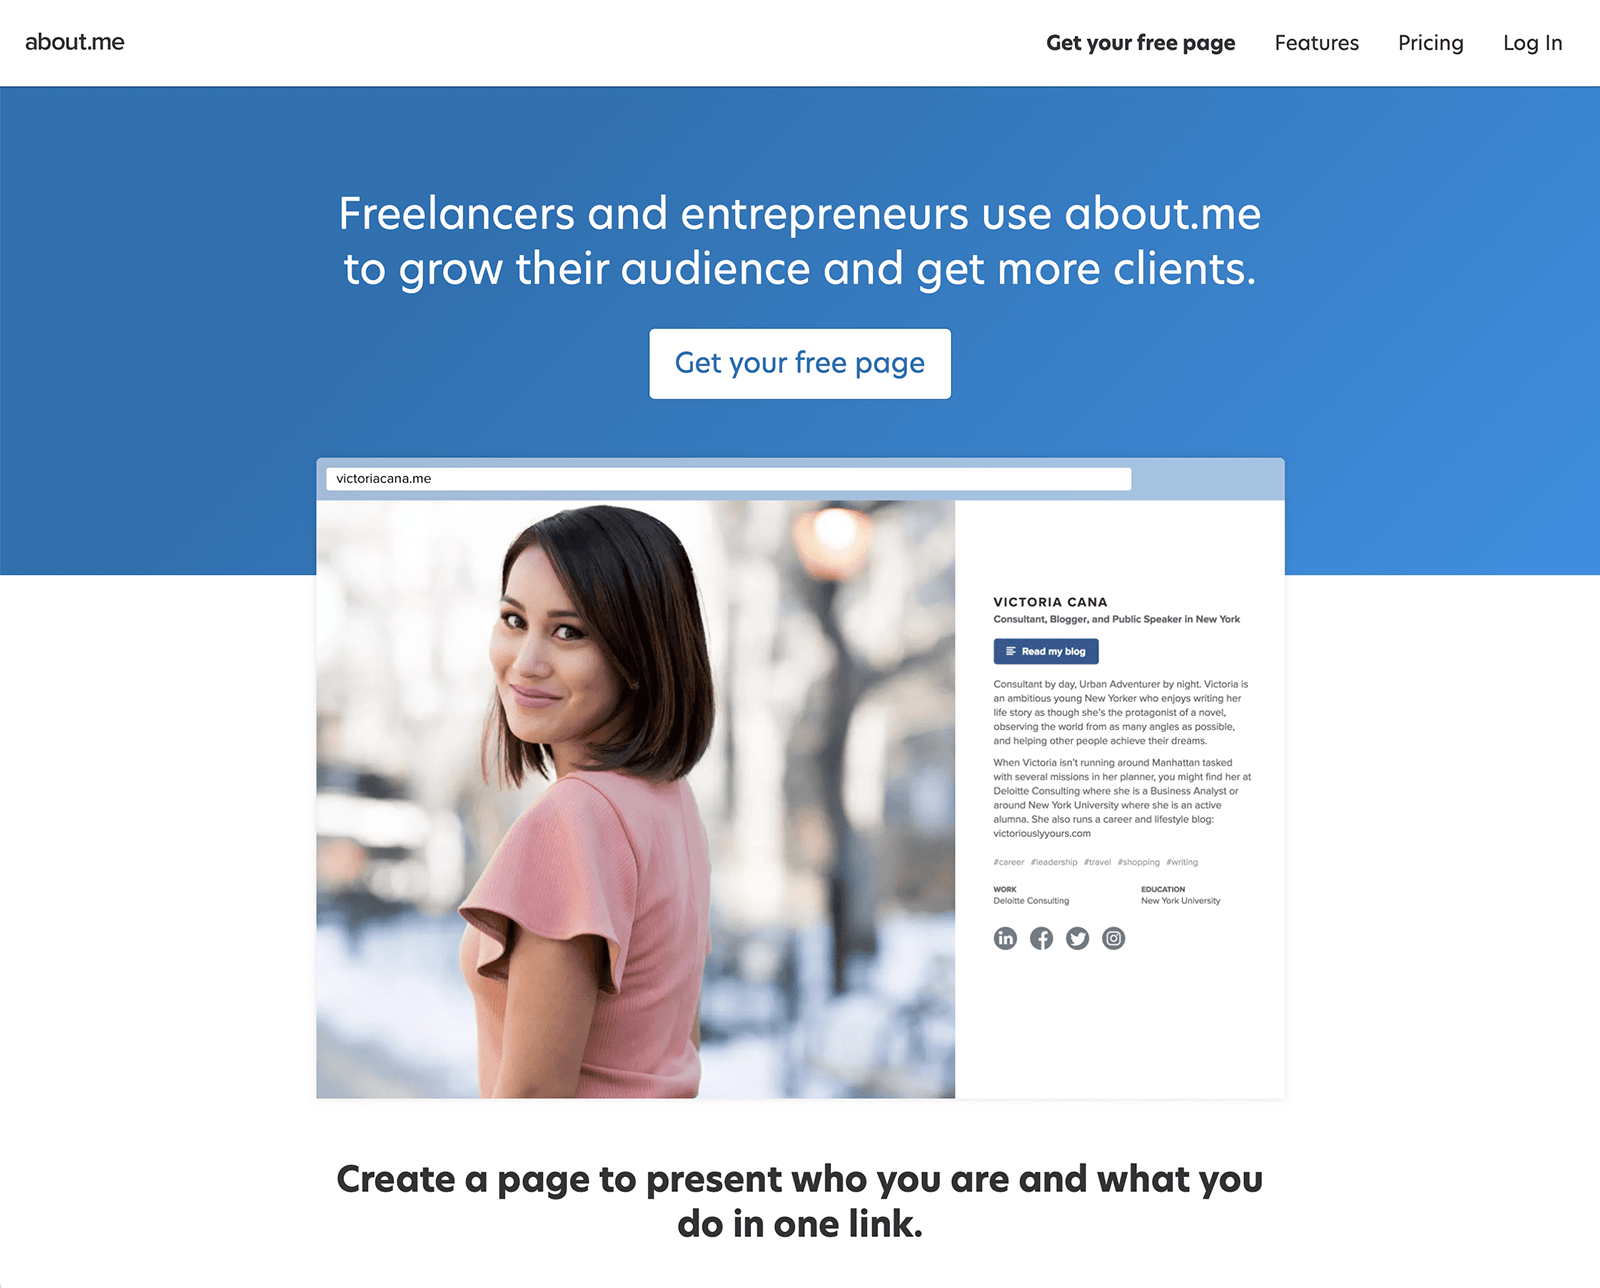 about.me
Get your free page
Features
Pricing
Log In
Freelancers and entrepreneurs use about.me
to grow their audience and get more clients.
Get your free page
victoriacana.me
VICTORIA CANA
Consultant, Blogger, and Public Speaker in New York
Read my blog
Consultant by day, Urban Adventurer by night. Victoria is
an ambitious young New Yorker who enjoys writing her
life story as though she's the protagonist of a novel,
observing the world from as many angles as possible,
and helping other people achieve their dreams.
When Victoria isn't running around Manhattan tasked
with several missions in her planner, you might find her at
Deloitte Consulting where she is a Business Analyst or
around New York University where she is an active
alumna. She also runs a career and lifestyle blog:
victoriouslyyours.com
#career #leadership #travel #shopping #writing
WORK
Deloitte Consulting
EDUCATION
New York University
Create a page to present who you are and what you
do in one link.